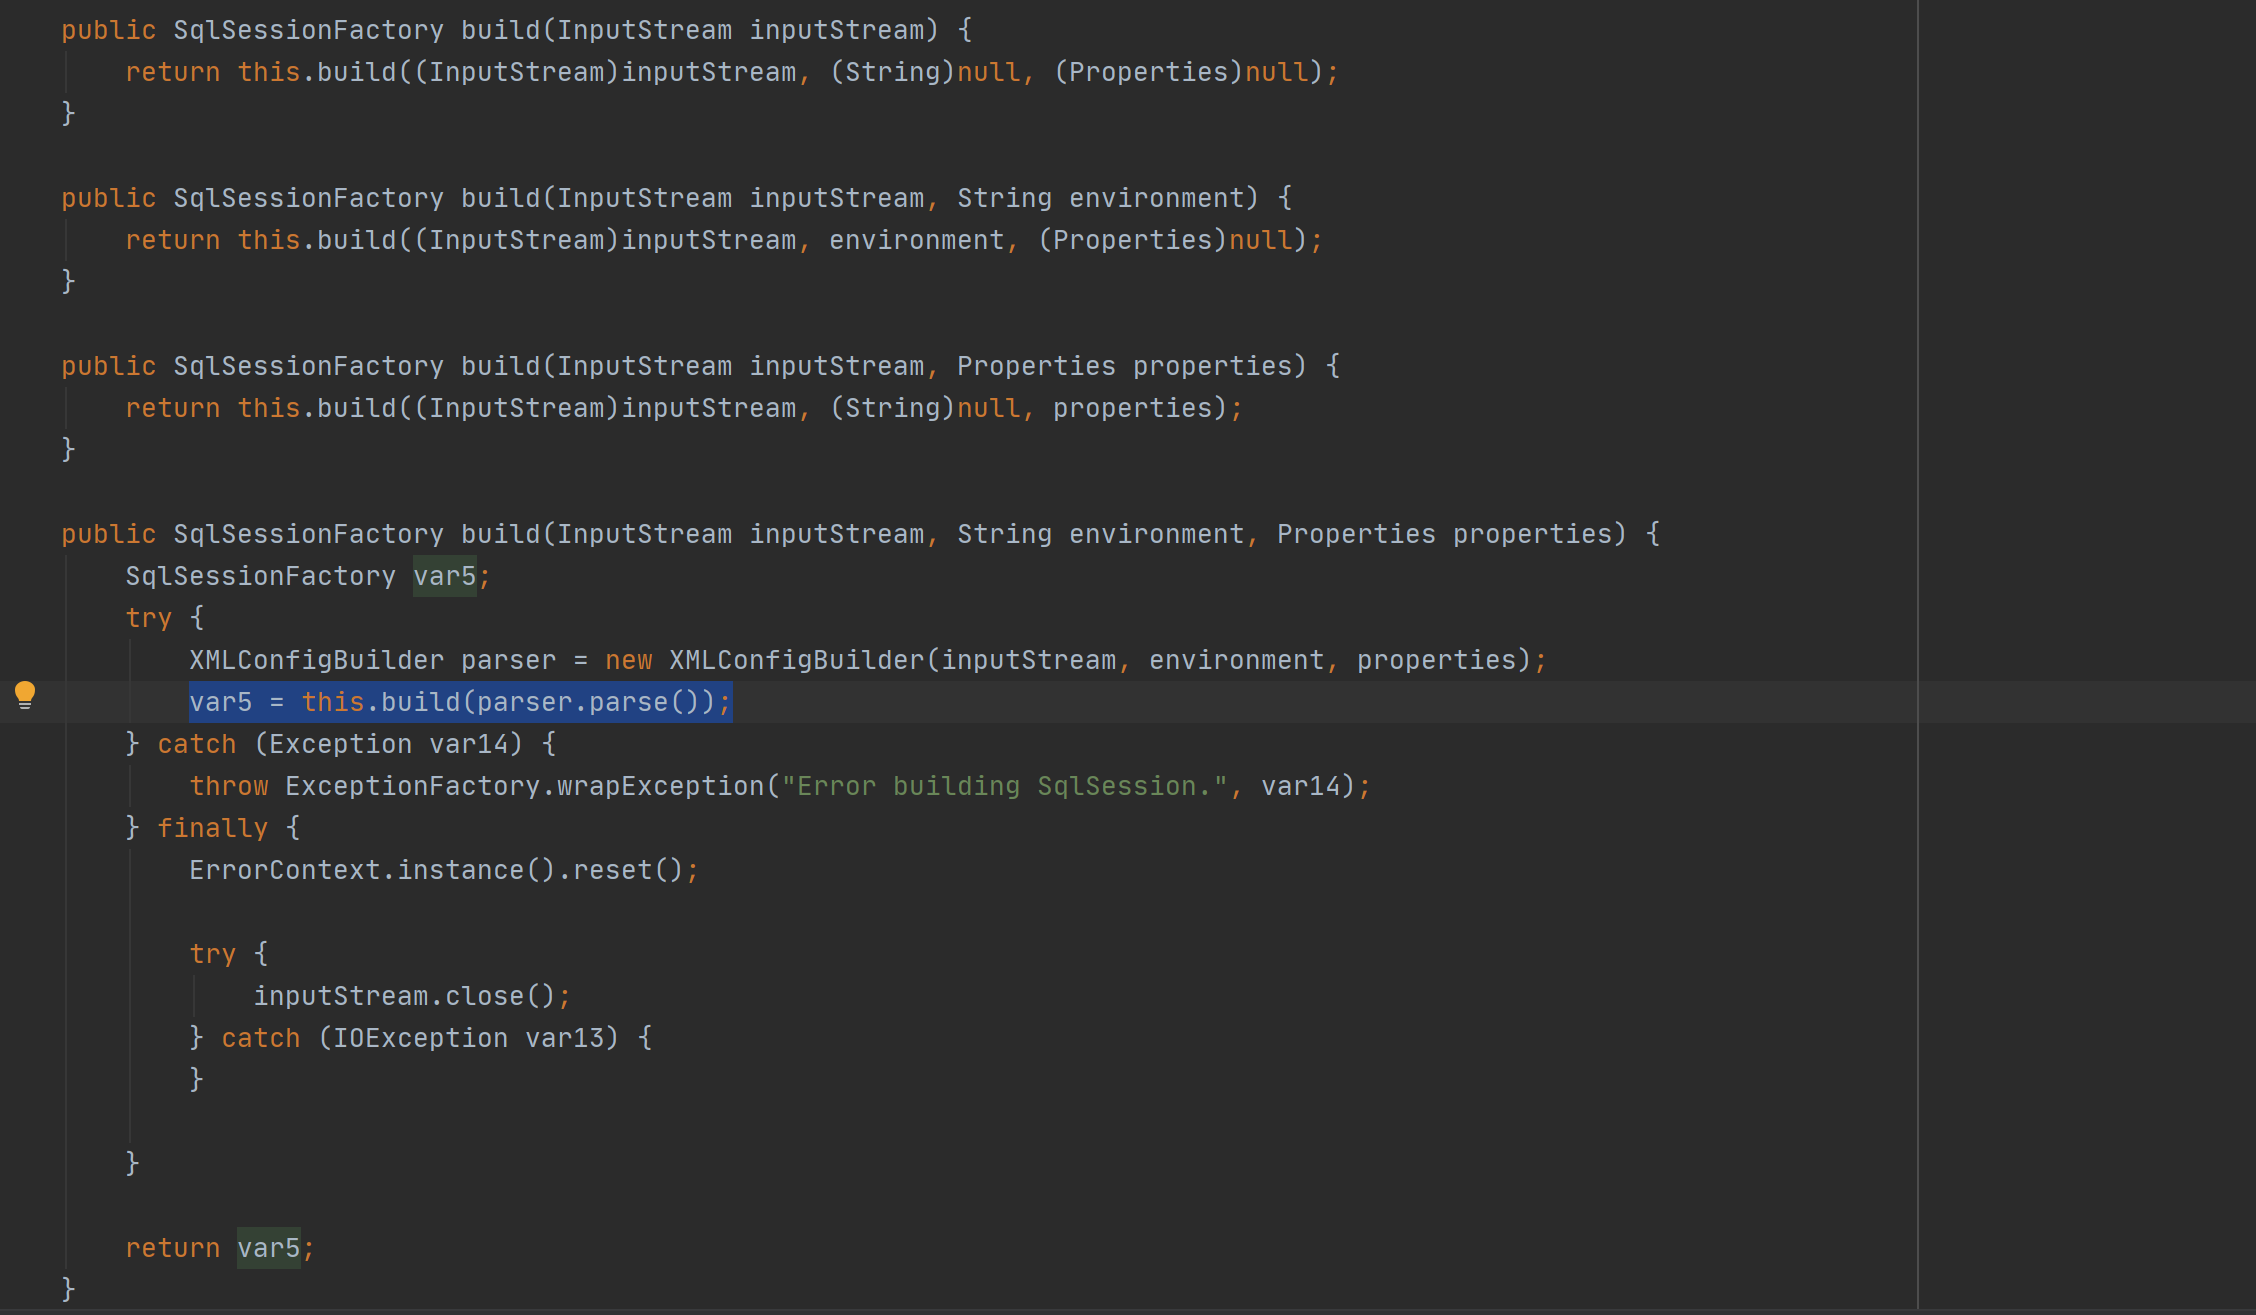 public SqlSessionFactory build(InputStream inputStream) {
    return this.build((InputStream)inputStream, (String)null, (Properties)null);
}
public SqlSessionFactory build(InputStream inputStream, String environment) {
    return this.build((InputStream)inputStream, environment, (Properties)null);
}
public SqlSessionFactory build(InputStream inputStream, Properties properties) {
    return this.build((InputStream)inputStream, (String)null, properties);
}
public SqlSessionFactory build(InputStream inputStream, String environment, Properties properties) {
    SqlSessionFactory var5;
    try {
        XMLConfigBuilder parser = new XMLConfigBuilder(inputStream, environment, properties);
        var5 = this.build(parser.parse());
    } catch (Exception var14) {
        throw ExceptionFactory.wrapException("Error building SqlSession.", var14);
    } finally {
        ErrorContext.instance().reset();
        try {
            inputStream.close();
        } catch (IOException var13) {
        }
    }
    return var5;
}